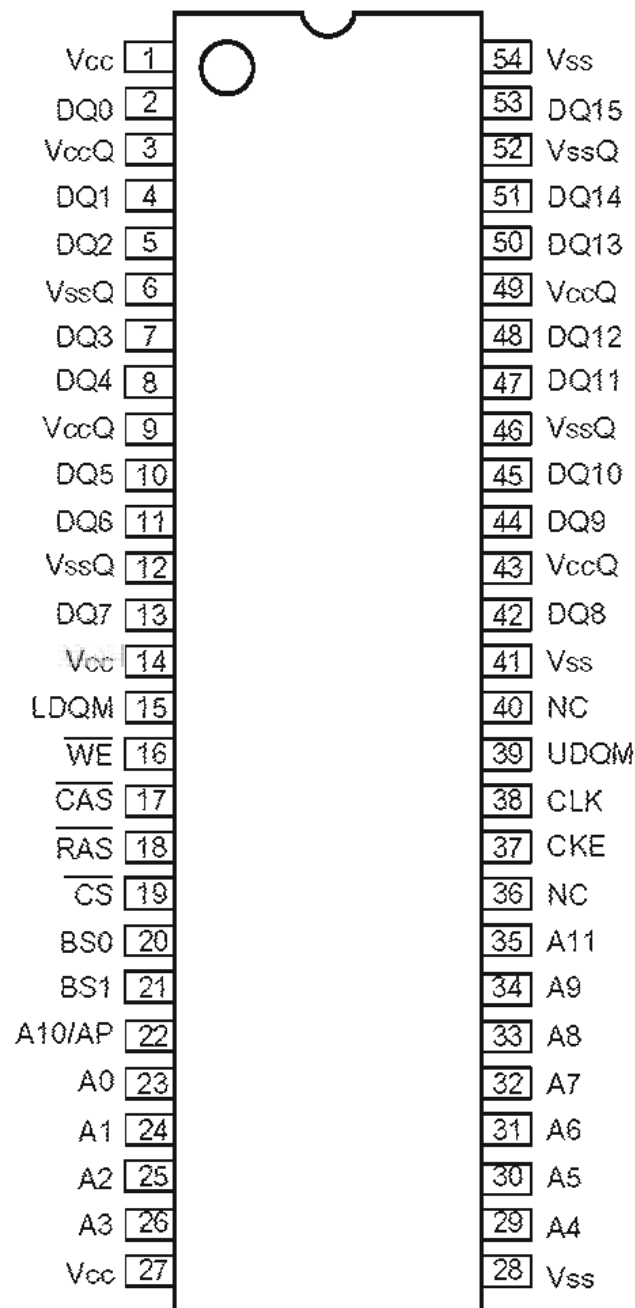 Vcc 1 54 Vss
DQ0 2 53 DQ15
VccQ 3 52 VssQ
DQ1 4 51 DQ14
DQ2 5 50 DQ13
VssQ 6 49 VccQ
DQ3 7 48 DQ12
DQ4 8 47 DQ11
VccQ 9 46 VssQ
DQ5 10 45 DQ10
DQ6 11 44 DQ9
VssQ 12 43 VccQ
DQ7 13 42 DQ8
Vcc 14 41 Vss
LDQM 15 40 NC
W̅E̅ 16 39 UDQM
C̅A̅S̅ 17 38 CLK
R̅A̅S̅ 18 37 CKE
C̅S̅ 19 36 NC
BS0 20 35 A11
BS1 21 34 A9
A10/AP 22 33 A8
A0 23 32 A7
A1 24 31 A6
A2 25 30 A5
A3 26 29 A4
Vcc 27 28 Vss